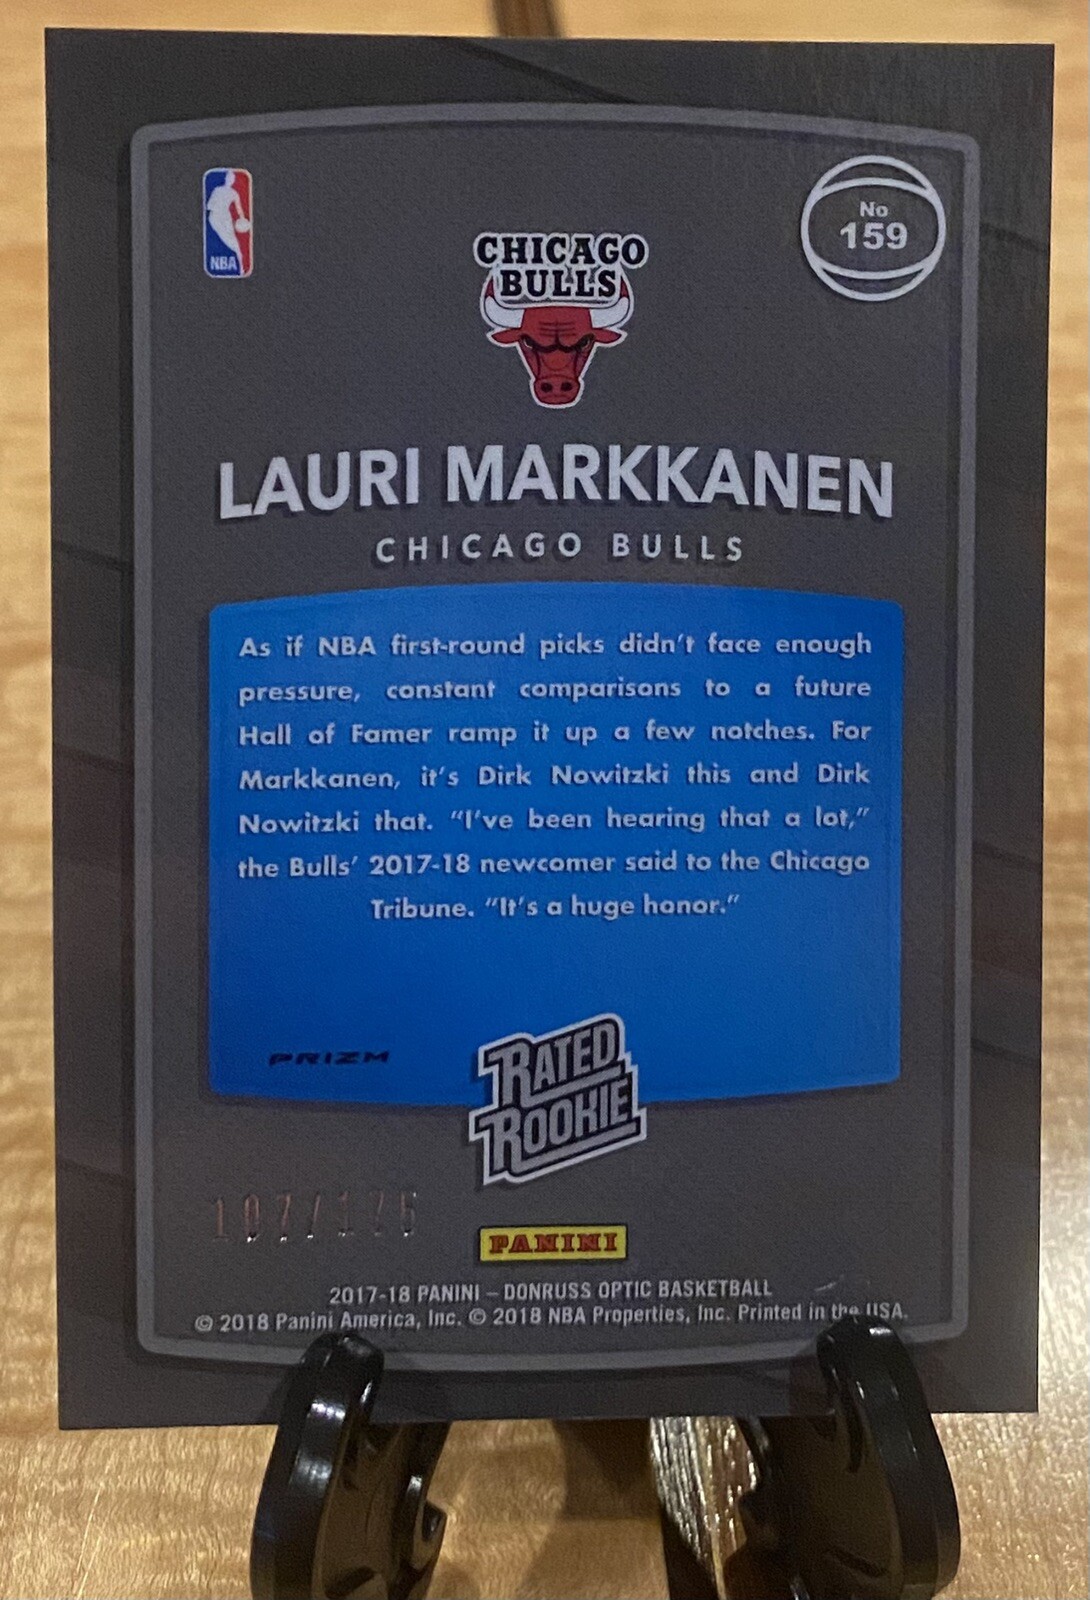 NBA
CHICAGO
BULLS
No
159
LAURI MARKKANEN
CHICAGO BULLS
As if NBA first-round picks didn't face enough
pressure, constant comparisons to a future
Hall of Famer ramp it up a few notches. For
Markkanen, it's Dirk Nowitzki this and Dirk
Nowitzki that. "I've been hearing that a lot,"
the Bulls' 2017-18 newcomer said to the Chicago
Tribune. "It's a huge honor."
PRIZM
RATED
ROOKIE
107/175
PANINI
2017-18 PANINI – DONRUSS OPTIC BASKETBALL
© 2018 Panini America, Inc. © 2018 NBA Properties, Inc. Printed in the USA.